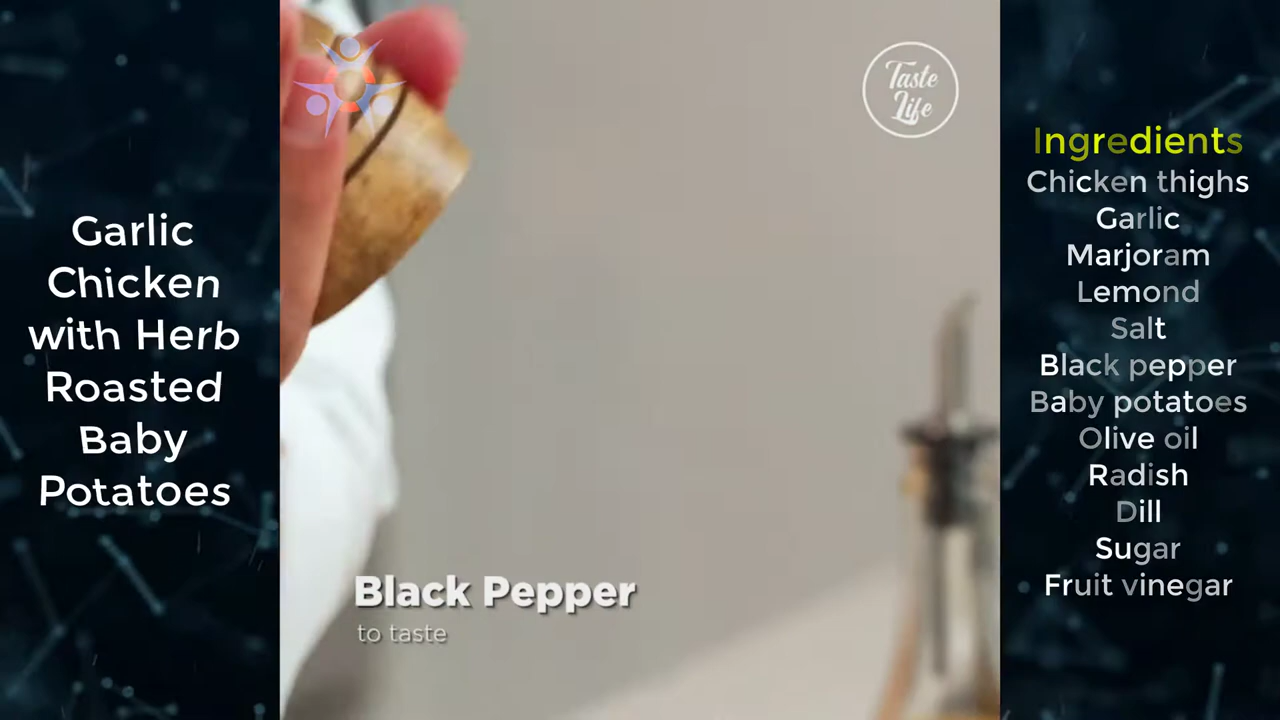 Garlic
Chicken
with Herb
Roasted
Baby
Potatoes
Taste
Life
Black Pepper
to taste
Ingredients
Chicken thighs
Garlic
Marjoram
Lemond
Salt
Black pepper
Baby potatoes
Olive oil
Radish
Dill
Sugar
Fruit vinegar